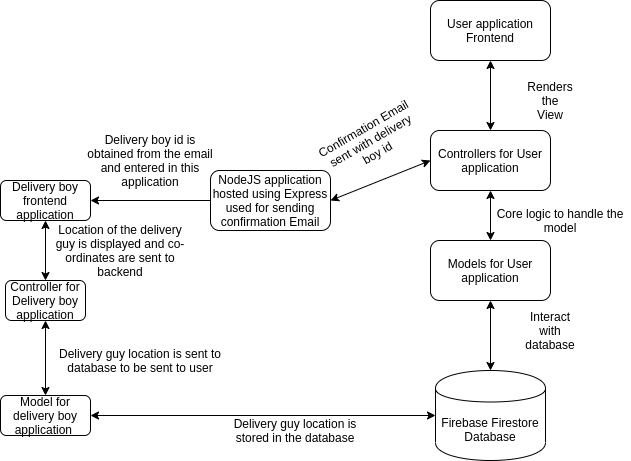 User application
Frontend
Renders
the
View
Confirmation Email
sent with delivery
boy id
Controllers for User
application
Delivery boy id is
obtained from the email
and entered in this
application
NodeJS application
hosted using Express
used for sending
confirmation Email
Delivery boy
frontend
application
Core logic to handle the
model
Location of the delivery
guy is displayed and co-
ordinates are sent to
backend
Models for User
application
Controller for
Delivery boy
application
Interact
with
database
Delivery guy location is sent to
database to be sent to user
Model for
delivery boy
application
Delivery guy location is
stored in the database
Firebase Firestore
Database